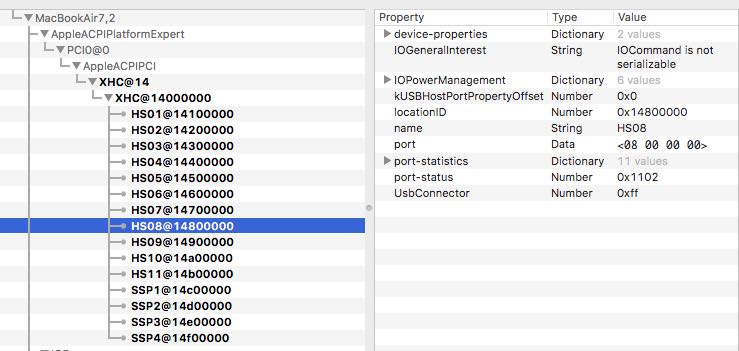 MacBookAir7,2
AppleACPIPlatformExpert
PCI0@0
AppleACPIPCI
XHC@14
XHC@14000000
HS01@14100000
HS02@14200000
HS03@14300000
HS04@14400000
HS05@14500000
HS06@14600000
HS07@14700000
HS08@14800000
HS09@14900000
HS10@14a00000
HS11@14b00000
SSP1@14c00000
SSP2@14d00000
SSP3@14e00000
SSP4@14f00000
Property Type Value
device-properties Dictionary 2 values
IOGeneralInterest String IOCommand is not
serializable
IOPowerManagement Dictionary 6 values
kUSBHostPortPropertyOffset Number 0x0
locationID Number 0x14800000
name String HS08
port Data <08 00 00 00>
port-statistics Dictionary 11 values
port-status Number 0x1102
UsbConnector Number 0xff